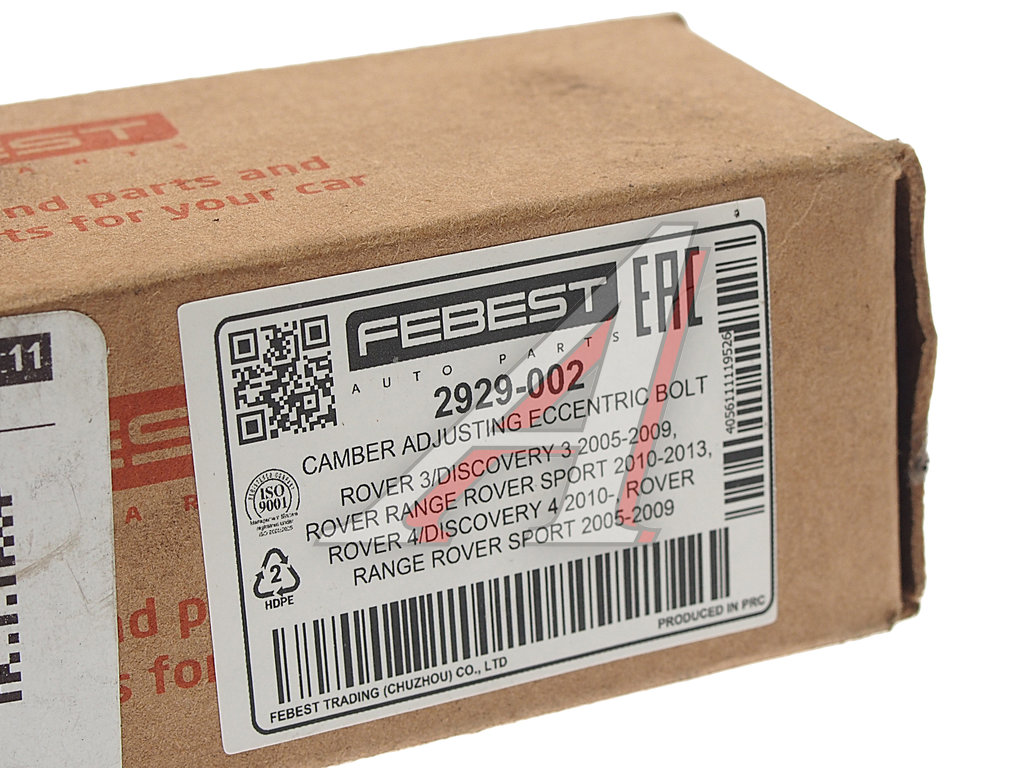 nd parts and
ts for your car
11
FEBEST
AUTO PARTS
EAC
2929-002
CAMBER ADJUSTING ECCENTRIC BOLT
ROVER 3/DISCOVERY 3 2005-2009,
ROVER RANGE ROVER SPORT 2010-2013,
ROVER 4/DISCOVERY 4 2010-, ROVER
RANGE ROVER SPORT 2005-2009
4056111119526
ISO
9001
2
HDPE
PRODUCED IN PRC
FEBEST TRADING (CHUZHOU) CO., LTD